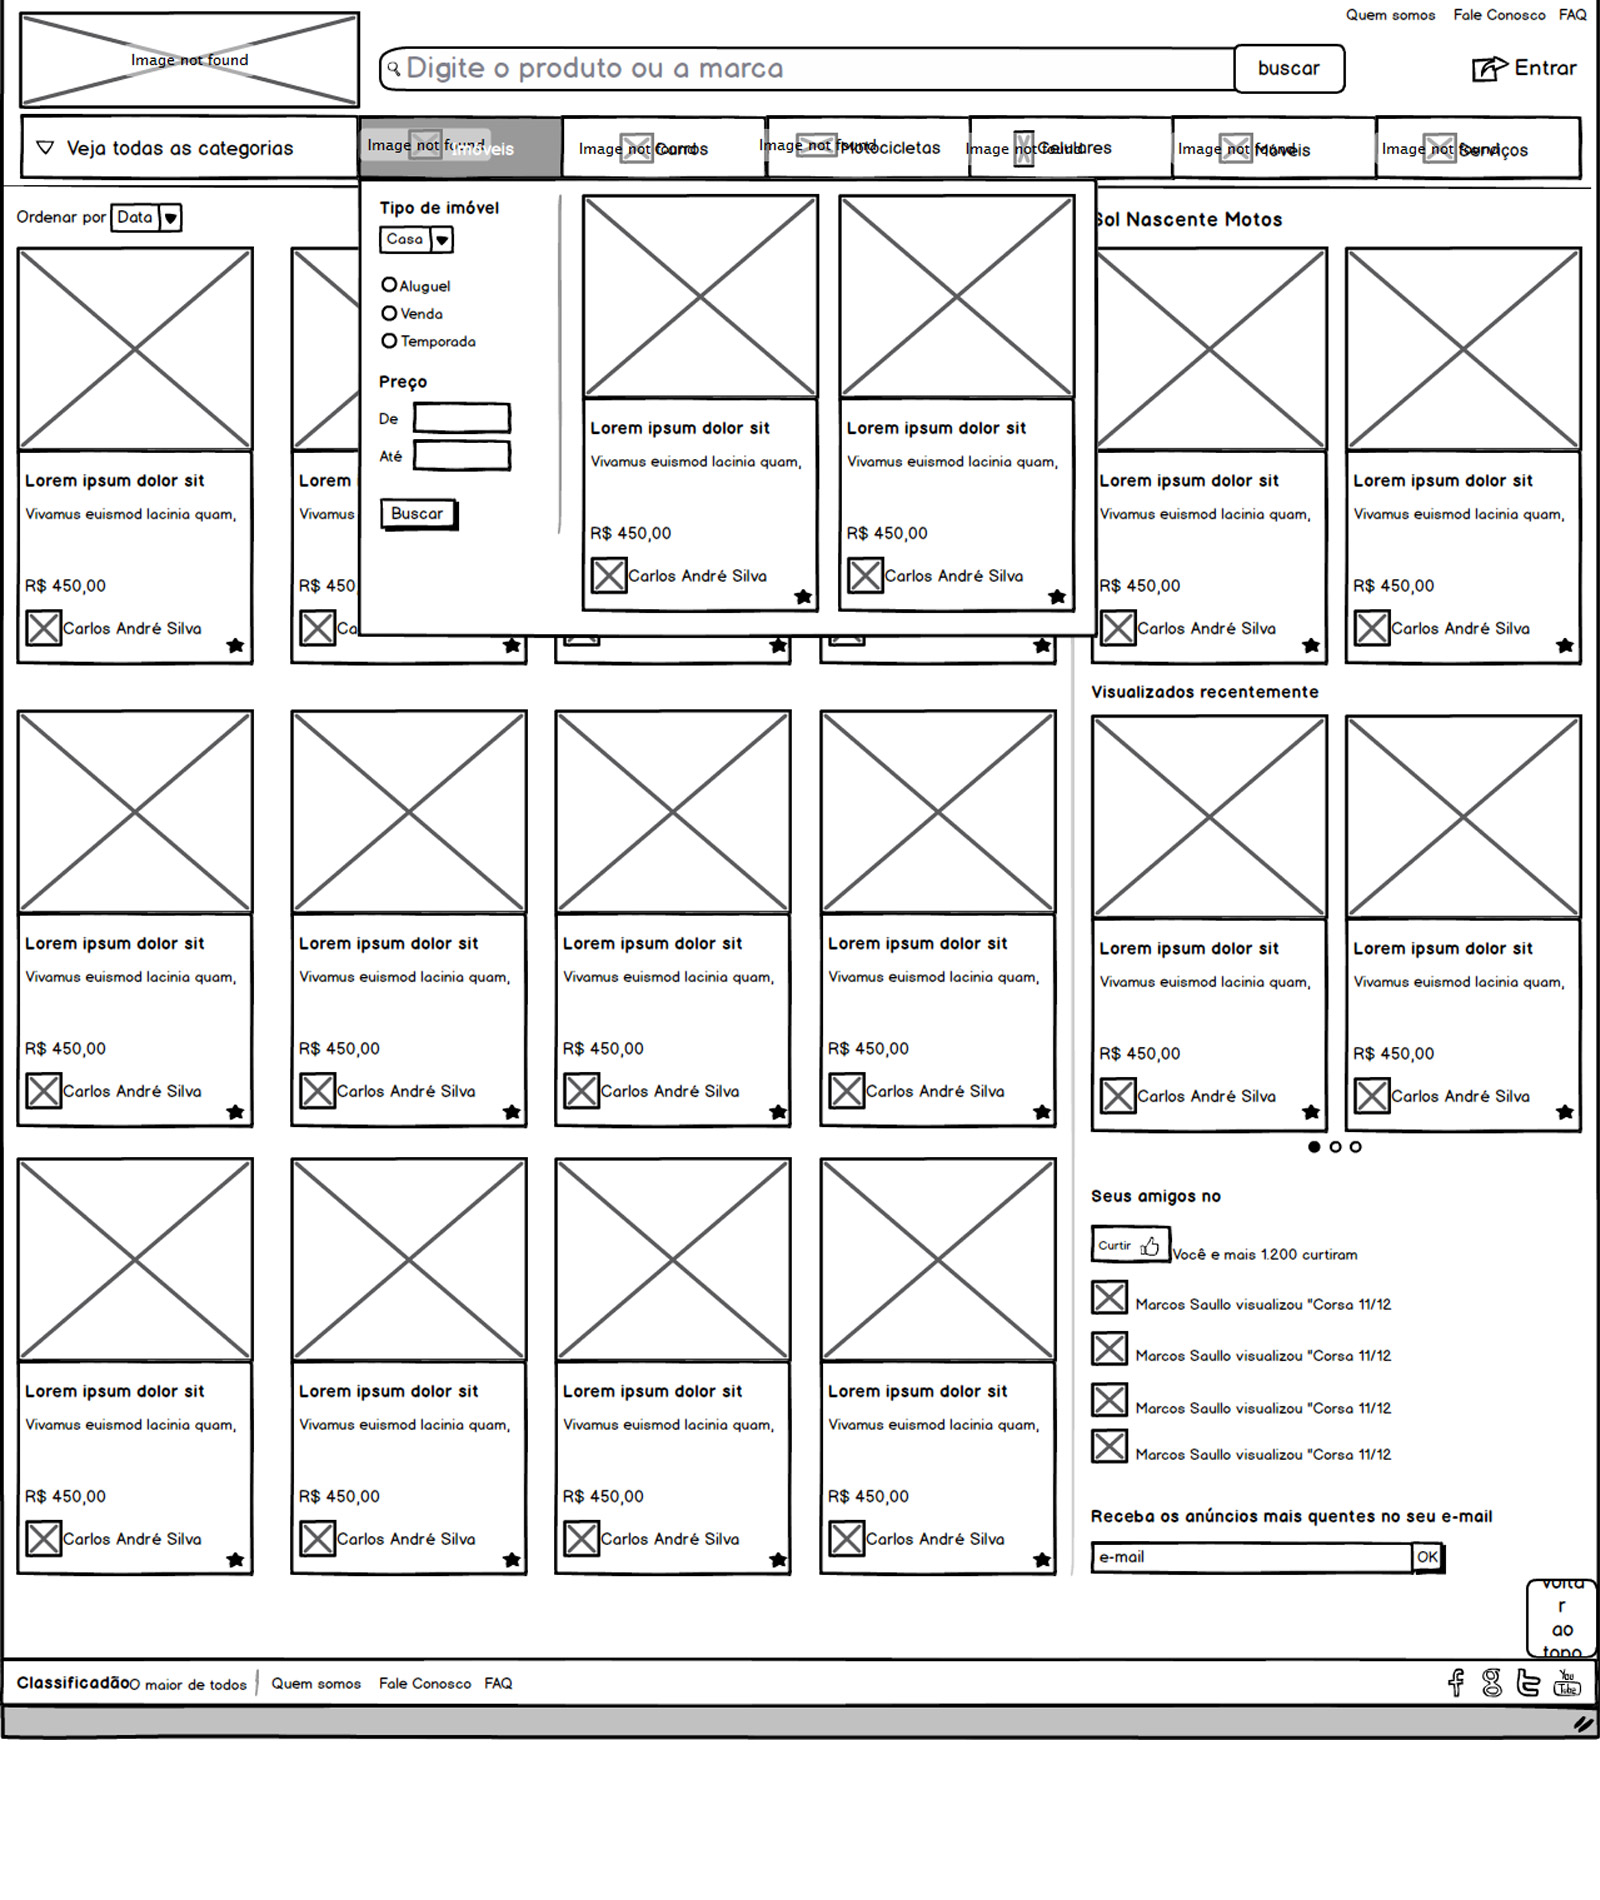 Quem somos Fale Conosco FAQ
Image not found
Digite o produto ou a marca
buscar
Entrar
Veja todas as categorias
Image not found Imóveis
Image not found Carros
Image not found Motocicletas
Image not found Celulares
Image not found Móveis
Image not found Serviços
Ordenar por Data
Tipo de imóvel
Casa
Aluguel
Venda
Temporada
Preço
De
Até
Buscar
Lorem ipsum dolor sit
Vivamus euismod lacinia quam,
R$ 450,00
Carlos André Silva
Lorem ipsum dolor sit
Vivamus euismod lacinia quam,
R$ 450,00
Carlos André Silva
Sol Nascente Motos
Lorem ipsum dolor sit
Vivamus euismod lacinia quam,
R$ 450,00
Carlos André Silva
Lorem
Vivamus
R$ 450
Ca
Lorem ipsum dolor sit
Vivamus euismod lacinia quam,
R$ 450,00
Carlos André Silva
Lorem ipsum dolor sit
Vivamus euismod lacinia quam,
R$ 450,00
Carlos André Silva
Lorem ipsum dolor sit
Vivamus euismod lacinia quam,
R$ 450,00
Carlos André Silva
Lorem ipsum dolor sit
Vivamus euismod lacinia quam,
R$ 450,00
Carlos André Silva
Lorem ipsum dolor sit
Vivamus euismod lacinia quam,
R$ 450,00
Carlos André Silva
Lorem ipsum dolor sit
Vivamus euismod lacinia quam,
R$ 450,00
Carlos André Silva
Visualizados recentemente
Lorem ipsum dolor sit
Vivamus euismod lacinia quam,
R$ 450,00
Carlos André Silva
Lorem ipsum dolor sit
Vivamus euismod lacinia quam,
R$ 450,00
Carlos André Silva
Lorem ipsum dolor sit
Vivamus euismod lacinia quam,
R$ 450,00
Carlos André Silva
Lorem ipsum dolor sit
Vivamus euismod lacinia quam,
R$ 450,00
Carlos André Silva
Lorem ipsum dolor sit
Vivamus euismod lacinia quam,
R$ 450,00
Carlos André Silva
Lorem ipsum dolor sit
Vivamus euismod lacinia quam,
R$ 450,00
Carlos André Silva
Seus amigos no
Curtir
Você e mais 1.200 curtiram
Marcos Saullo visualizou "Corsa 11/12
Marcos Saullo visualizou "Corsa 11/12
Marcos Saullo visualizou "Corsa 11/12
Marcos Saullo visualizou "Corsa 11/12
Receba os anúncios mais quentes no seu e-mail
e-mail OK
Volta
r
ao
topo
Classificadão O maior de todos Quem somos Fale Conosco FAQ
You
Tube